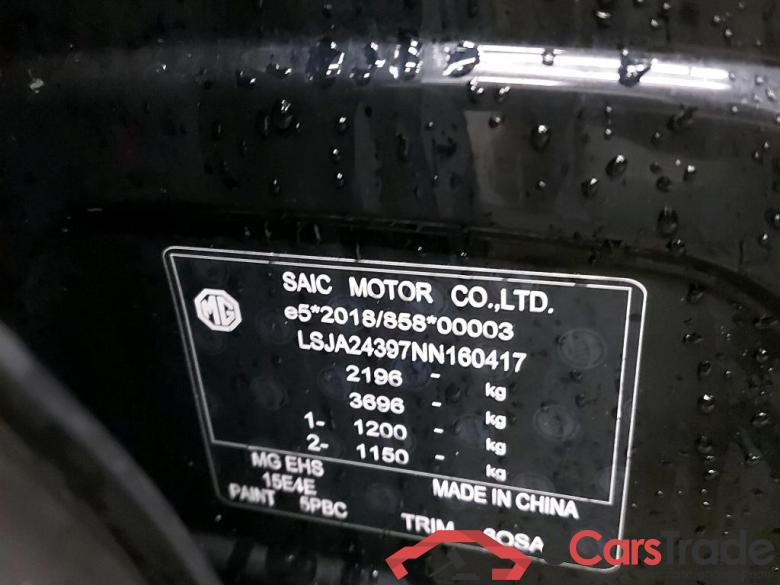 SAIC MOTOR CO.,LTD.
MG
e5*2018/858*00003
LSJA24397NN160417
2196 - kg
3696 - kg
1- 1200 - kg
2- 1150 - kg
MG EHS
15E4E
MADE IN CHINA
PAINT 5PBC
TRIM
CarsTrade